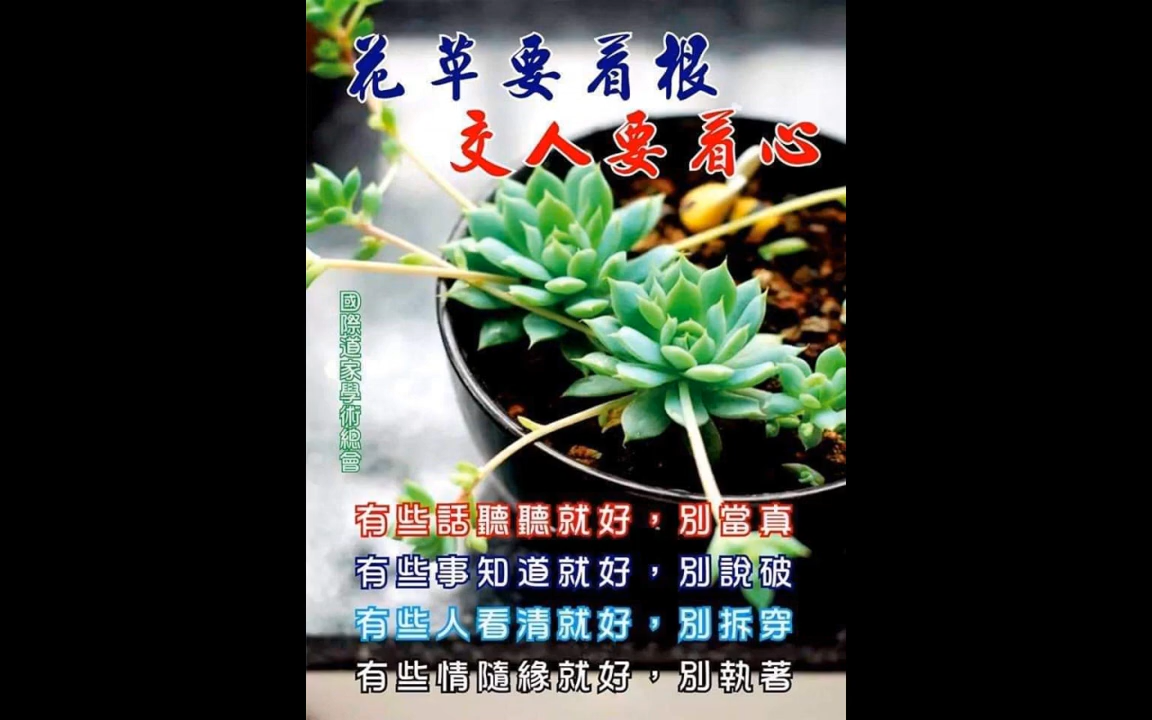 花草要看根
交人要看心
國際道家學術總會
有些話聽聽就好，別當真
有些事知道就好，別說破
有些人看清就好，別拆穿
有些情隨緣就好，別執著